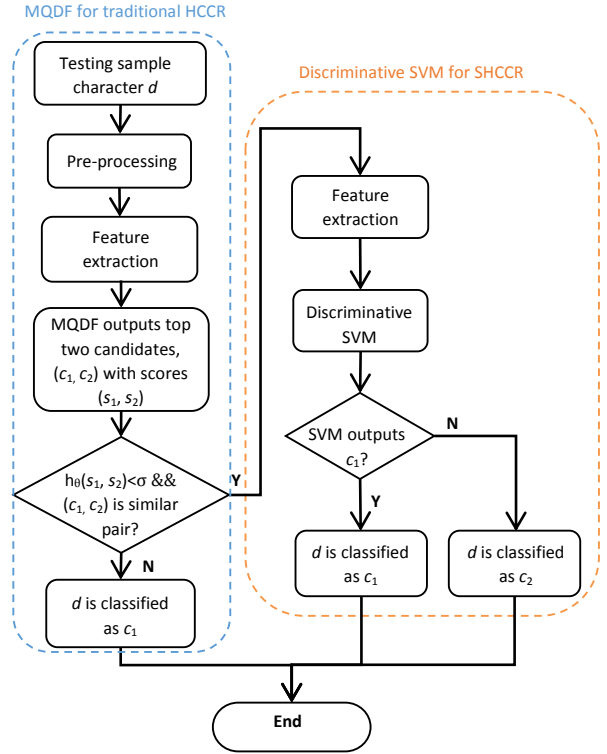 MQDF for traditional HCCR
Testing sample
character d
Pre-processing
Feature
extraction
MQDF outputs top
two candidates,
(c₁, c₂) with scores
(s₁, s₂)
hθ(s₁, s₂)<σ &&
(c₁, c₂) is similar
pair?
Y
N
d is classified
as c₁
Discriminative SVM for SHCCR
Feature
extraction
Discriminative
SVM
SVM outputs
c₁?
N
Y
d is classified
as c₁
d is classified
as c₂
End